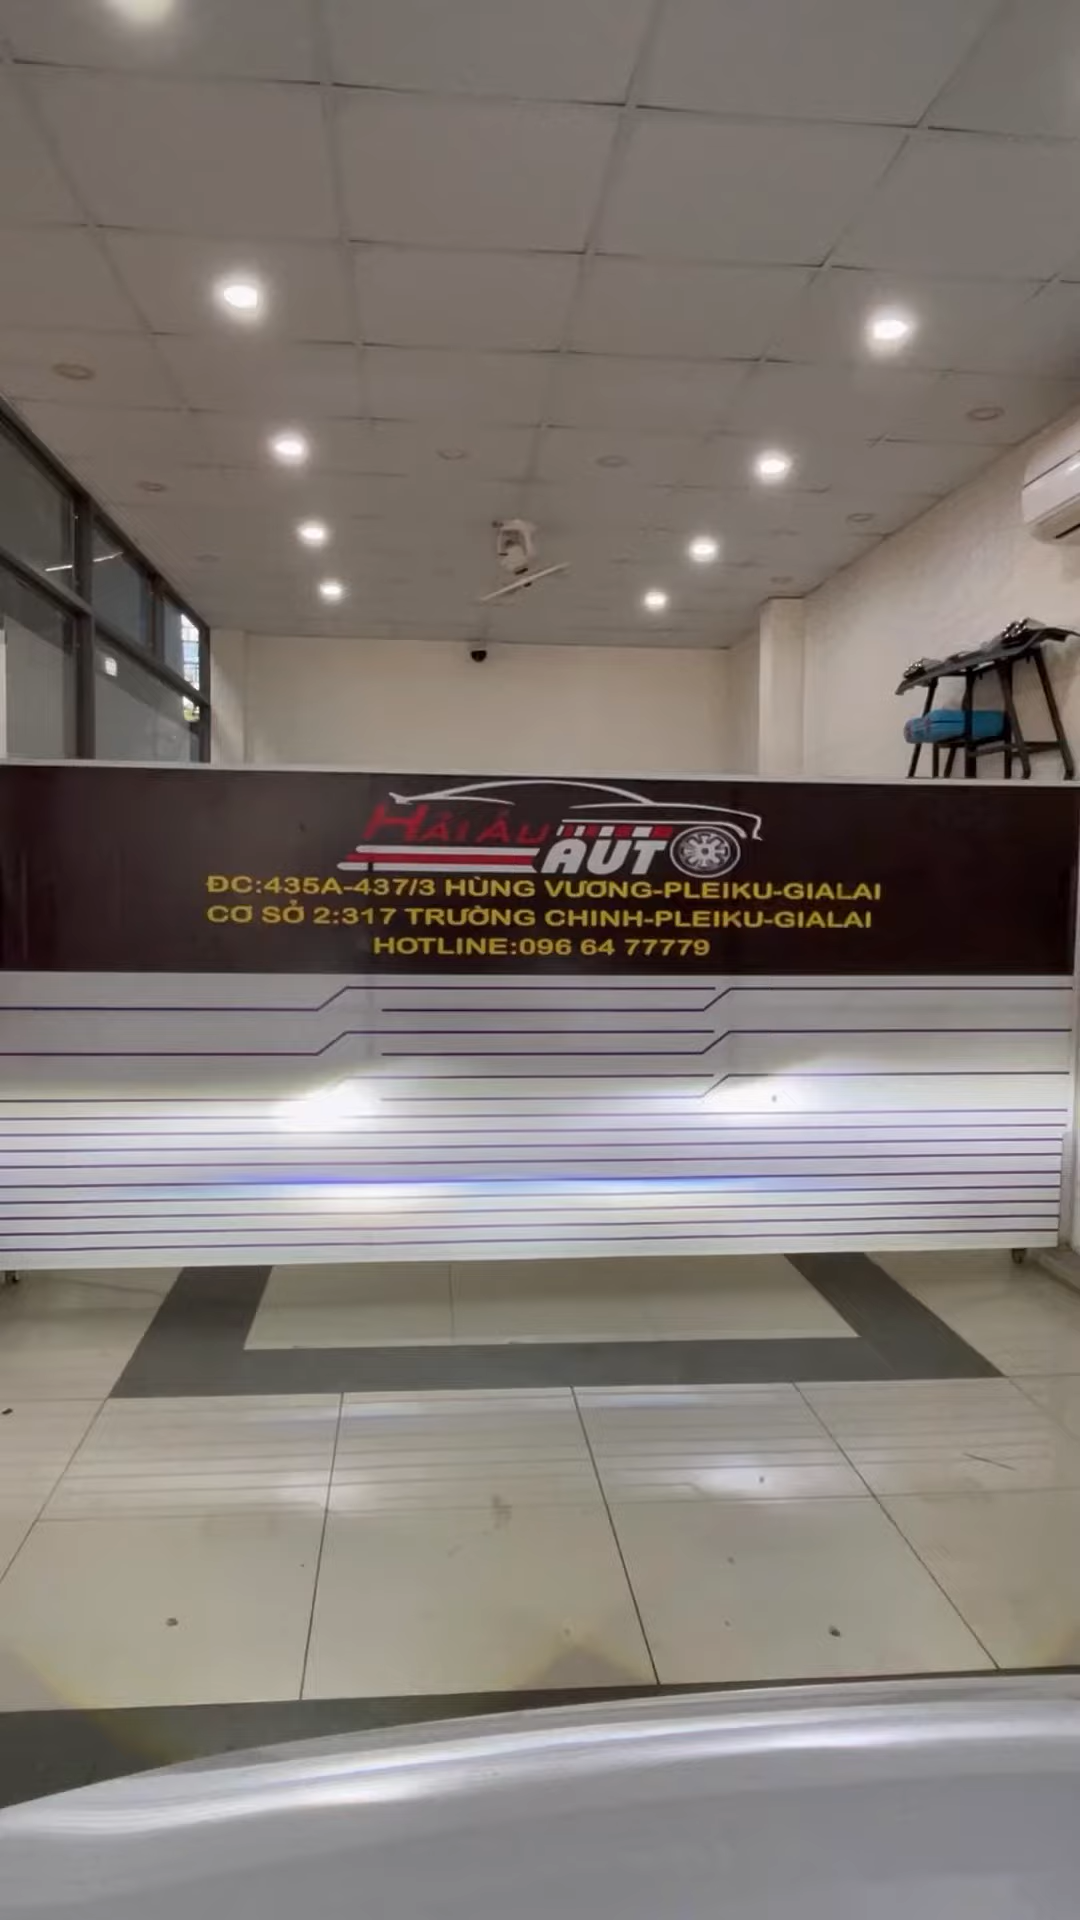 HẢI ÂU
AUTO
ĐC:435A-437/3 HÙNG VƯƠNG-PLEIKU-GIALAI
CƠ SỞ 2:317 TRƯỜNG CHINH-PLEIKU-GIALAI
HOTLINE:096 64 77779